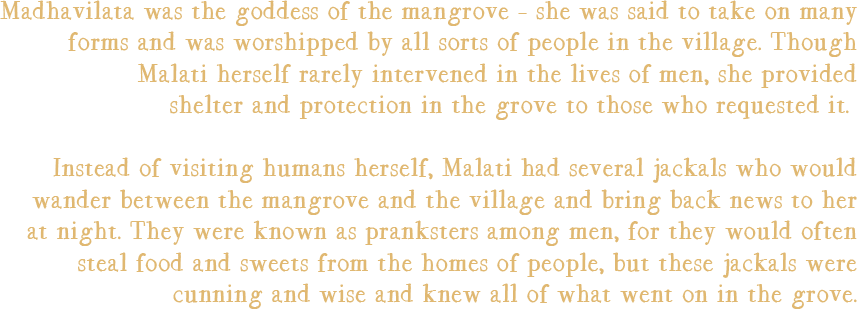 Madhavilata was the goddess of the mangrove - she was said to take on many
forms and was worshipped by all sorts of people in the village. Though
Malati herself rarely intervened in the lives of men, she provided
shelter and protection in the grove to those who requested it.
Instead of visiting humans herself, Malati had several jackals who would
wander between the mangrove and the village and bring back news to her
at night. They were known as pranksters among men, for they would often
steal food and sweets from the homes of people, but these jackals were
cunning and wise and knew all of what went on in the grove.